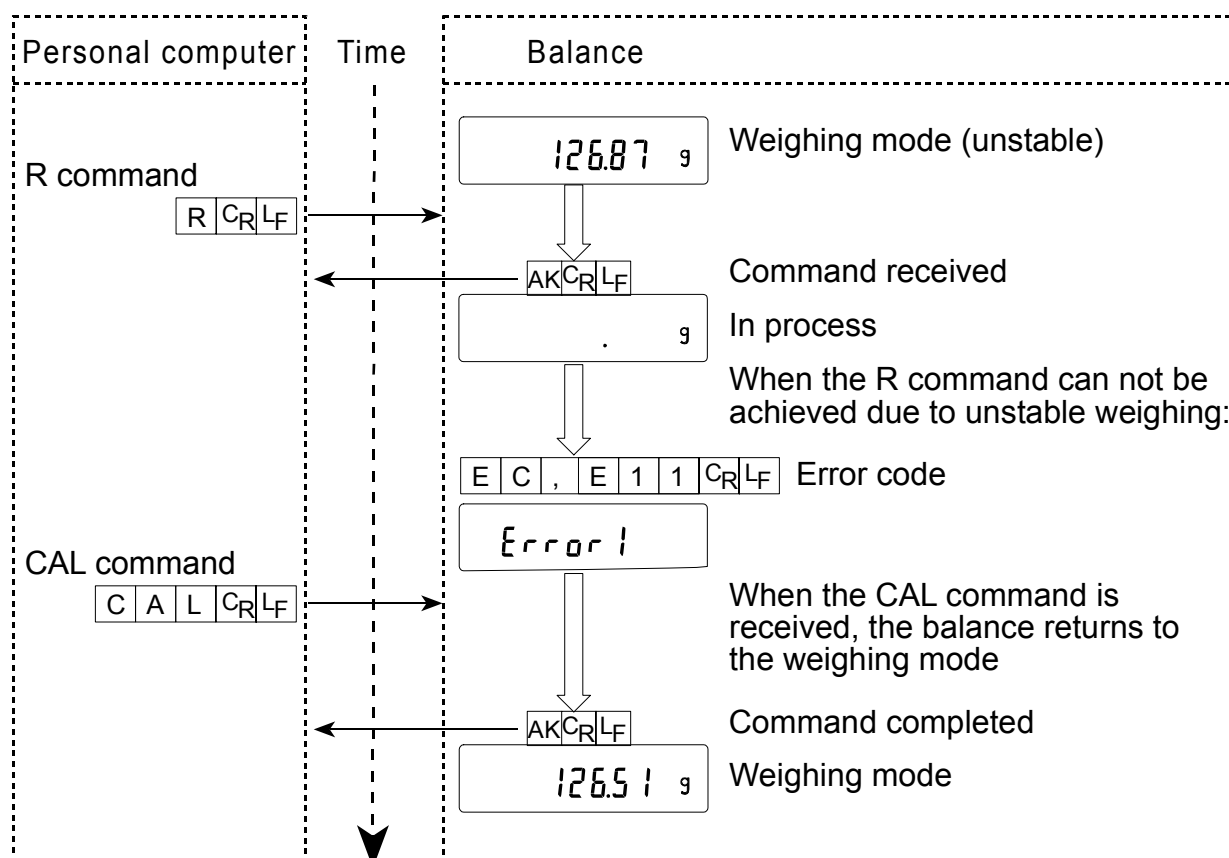 Personal computer Time Balance
126.87 g Weighing mode (unstable)
R command
R CR LF
AK CR LF Command received
. g In process
When the R command can not be
achieved due to unstable weighing:
E C , E 1 1 CR LF Error code
Error 1
CAL command
C A L CR LF
When the CAL command is
received, the balance returns to
the weighing mode
AK CR LF Command completed
126.51 g Weighing mode